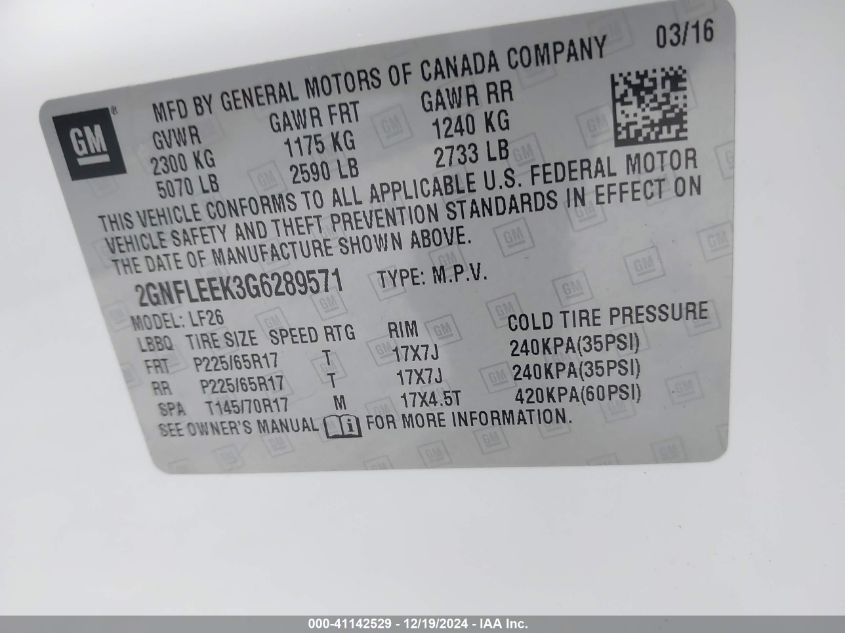 MFD BY GENERAL MOTORS OF CANADA COMPANY 03/16
GM®
GVWR GAWR FRT GAWR RR
2300 KG 1175 KG 1240 KG
5070 LB 2590 LB 2733 LB
THIS VEHICLE CONFORMS TO ALL APPLICABLE U.S. FEDERAL MOTOR
VEHICLE SAFETY AND THEFT PREVENTION STANDARDS IN EFFECT ON
THE DATE OF MANUFACTURE SHOWN ABOVE.
2GNFLEEK3G6289571 TYPE: M.P.V.
MODEL: LF26
LBBQ TIRE SIZE SPEED RTG RIM COLD TIRE PRESSURE
FRT P225/65R17 T 17X7J 240KPA(35PSI)
RR P225/65R17 T 17X7J 240KPA(35PSI)
SPA T145/70R17 M 17X4.5T 420KPA(60PSI)
SEE OWNER'S MANUAL FOR MORE INFORMATION.
000-41142529 - 12/19/2024 - IAA Inc.